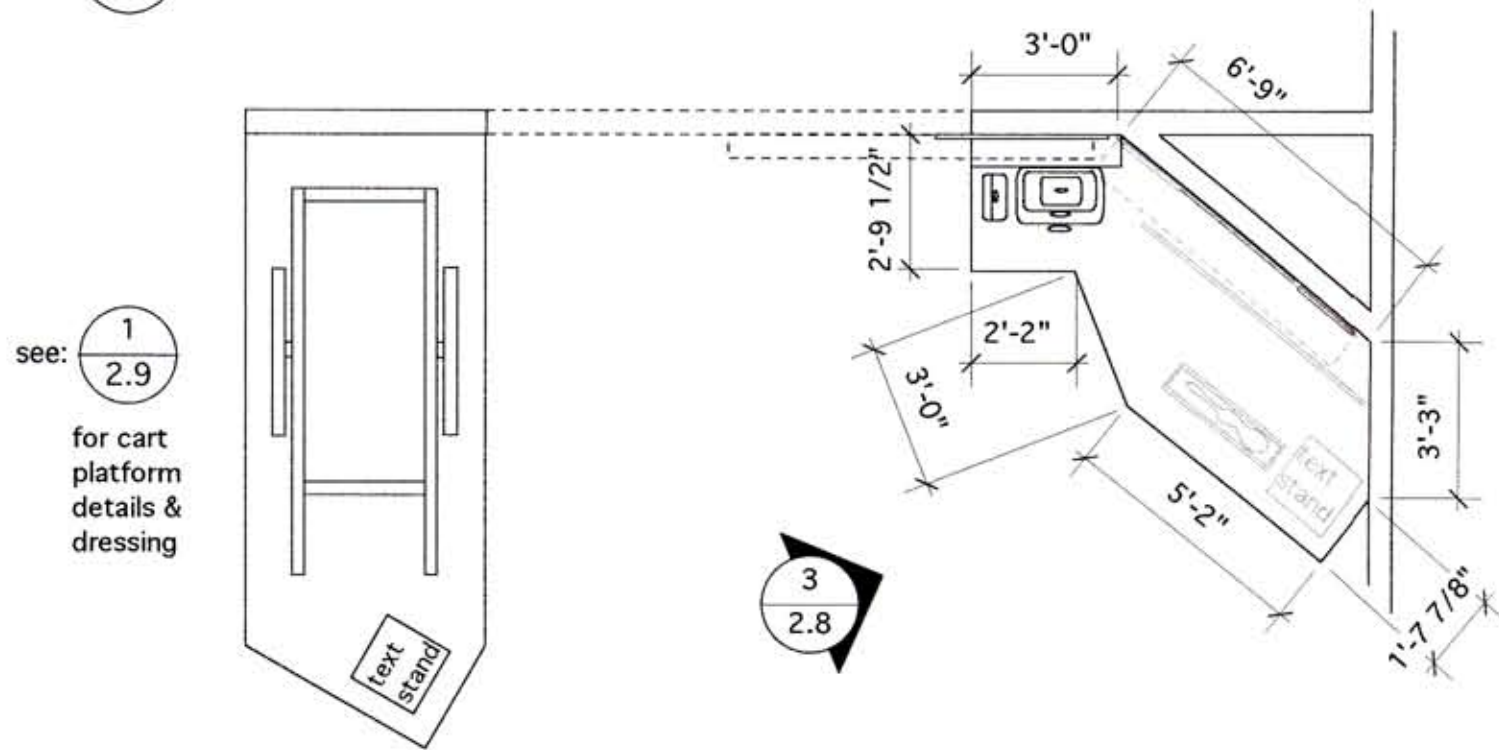 3'-0"
6'-9"
2'-9 1/2"
see:
1
2.9
for cart
platform
details &
dressing
2'-2"
3'-0"
3'-3"
5'-2"
text
stand
1'-7 7/8"
3
2.8
text
stand